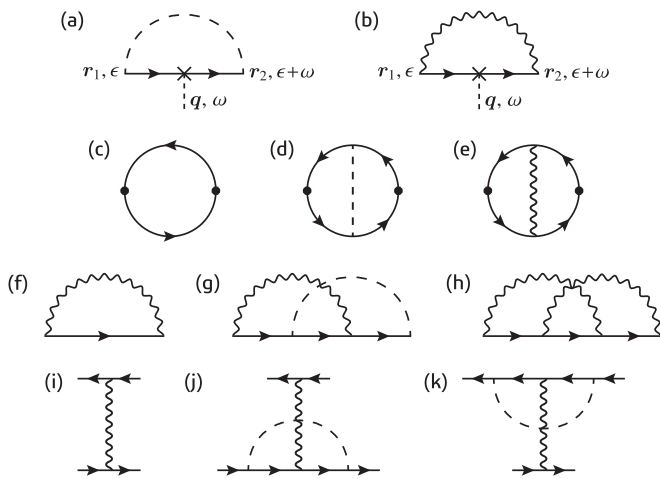 (a) (b)
𝒓₁, ϵ 𝒓₂, ϵ+ω 𝒓₁, ϵ 𝒓₂, ϵ+ω
𝒒, ω 𝒒, ω
(c) (d) (e)
(f) (g) (h)
(i) (j) (k)